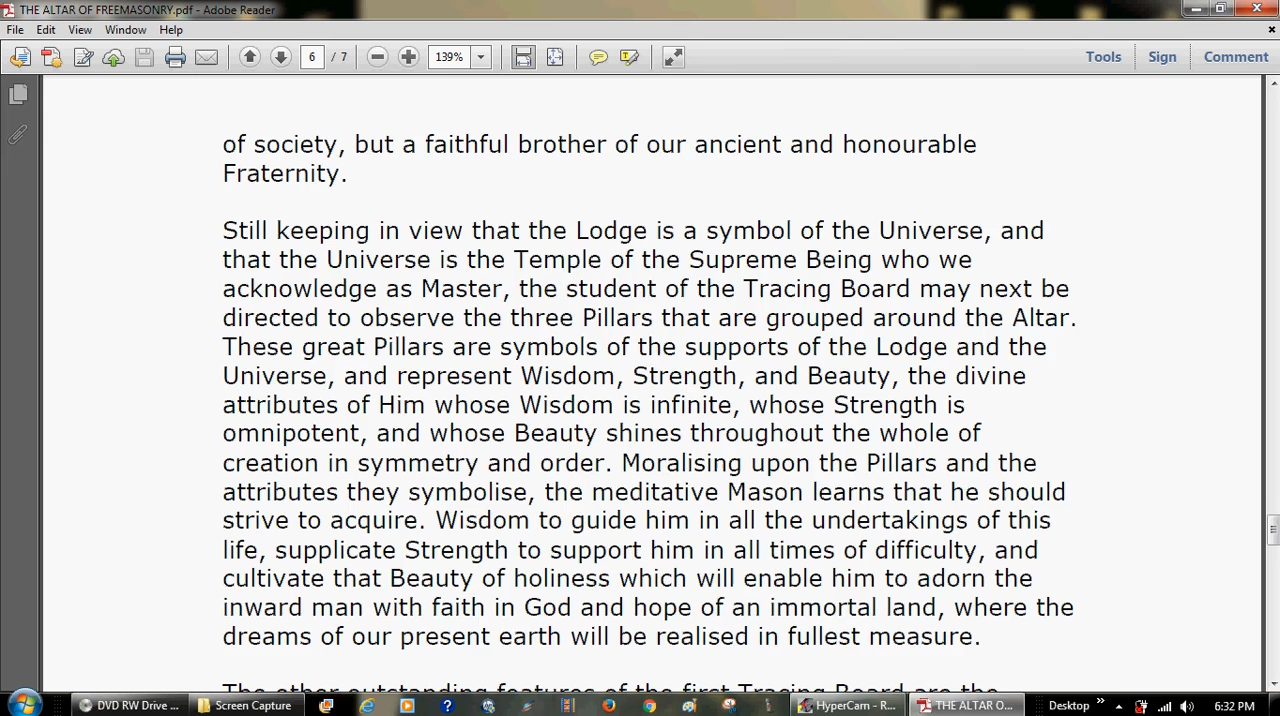 THE ALTAR OF FREEMASONRY.pdf - Adobe Reader
File Edit View Window Help
6 / 7 139% Tools Sign Comment
of society, but a faithful brother of our ancient and honourable
Fraternity.
Still keeping in view that the Lodge is a symbol of the Universe, and
that the Universe is the Temple of the Supreme Being who we
acknowledge as Master, the student of the Tracing Board may next be
directed to observe the three Pillars that are grouped around the Altar.
These great Pillars are symbols of the supports of the Lodge and the
Universe, and represent Wisdom, Strength, and Beauty, the divine
attributes of Him whose Wisdom is infinite, whose Strength is
omnipotent, and whose Beauty shines throughout the whole of
creation in symmetry and order. Moralising upon the Pillars and the
attributes they symbolise, the meditative Mason learns that he should
strive to acquire. Wisdom to guide him in all the undertakings of this
life, supplicate Strength to support him in all times of difficulty, and
cultivate that Beauty of holiness which will enable him to adorn the
inward man with faith in God and hope of an immortal land, where the
dreams of our present earth will be realised in fullest measure.
The other outstanding features of the first Tracing Board are the
DVD RW Drive ... Screen Capture HyperCam - R... THE ALTAR O... Desktop 6:32 PM